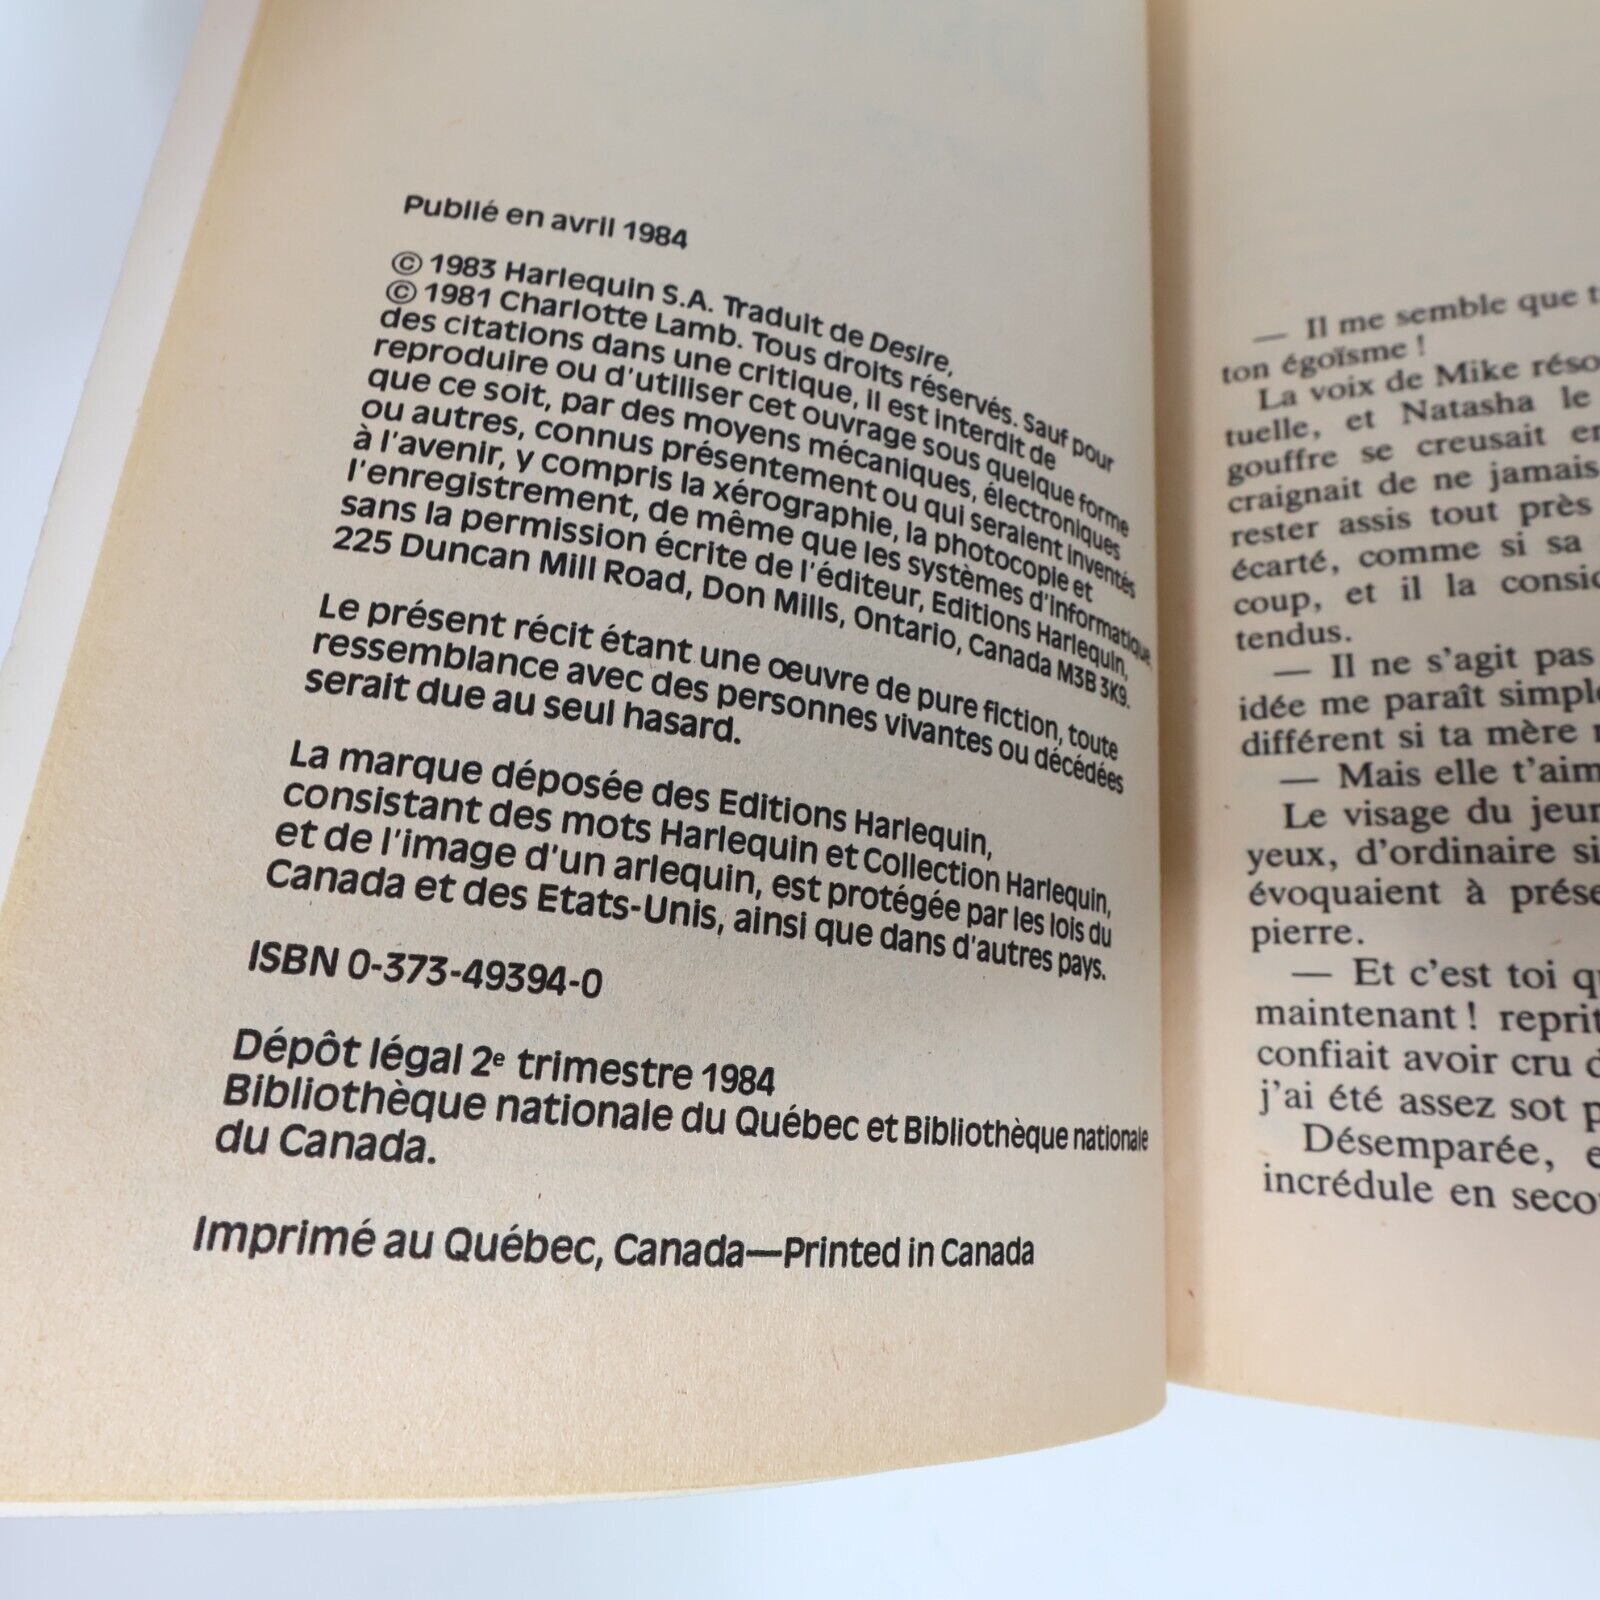 Publié en avril 1984
© 1983 Harlequin S.A. Traduit de Desire,
© 1981 Charlotte Lamb. Tous droits réservés. Sauf pour
des citations dans une critique, il est interdit de
reproduire ou d'utiliser cet ouvrage sous quelque forme
que ce soit, par des moyens mécaniques, électroniques
ou autres, connus présentement ou qui seraient inventés
à l'avenir, y compris la xérographie, la photocopie et
l'enregistrement, de même que les systèmes d'informatique,
sans la permission écrite de l'éditeur, Editions Harlequin,
225 Duncan Mill Road, Don Mills, Ontario, Canada M3B 3K9.
Le présent récit étant une œuvre de pure fiction, toute
ressemblance avec des personnes vivantes ou décédées
serait due au seul hasard.
La marque déposée des Editions Harlequin,
consistant des mots Harlequin et Collection Harlequin,
et de l'image d'un arlequin, est protégée par les lois du
Canada et des Etats-Unis, ainsi que dans d'autres pays.
ISBN 0-373-49394-0
Dépôt légal 2e trimestre 1984
Bibliothèque nationale du Québec et Bibliothèque nationale
du Canada.
Imprimé au Québec, Canada—Printed in Canada
— Il me semble que t
ton égoïsme !
La voix de Mike réso
tuelle, et Natasha le
gouffre se creusait en
craignait de ne jamais
rester assis tout près
écarté, comme si sa
coup, et il la consid
tendus.
— Il ne s'agit pas
idée me paraît simple
différent si ta mère
— Mais elle t'aim
Le visage du jeun
yeux, d'ordinaire si
évoquaient à prése
pierre.
— Et c'est toi q
maintenant ! reprit
confiait avoir cru d
j'ai été assez sot p
Désemparée, e
incrédule en seco